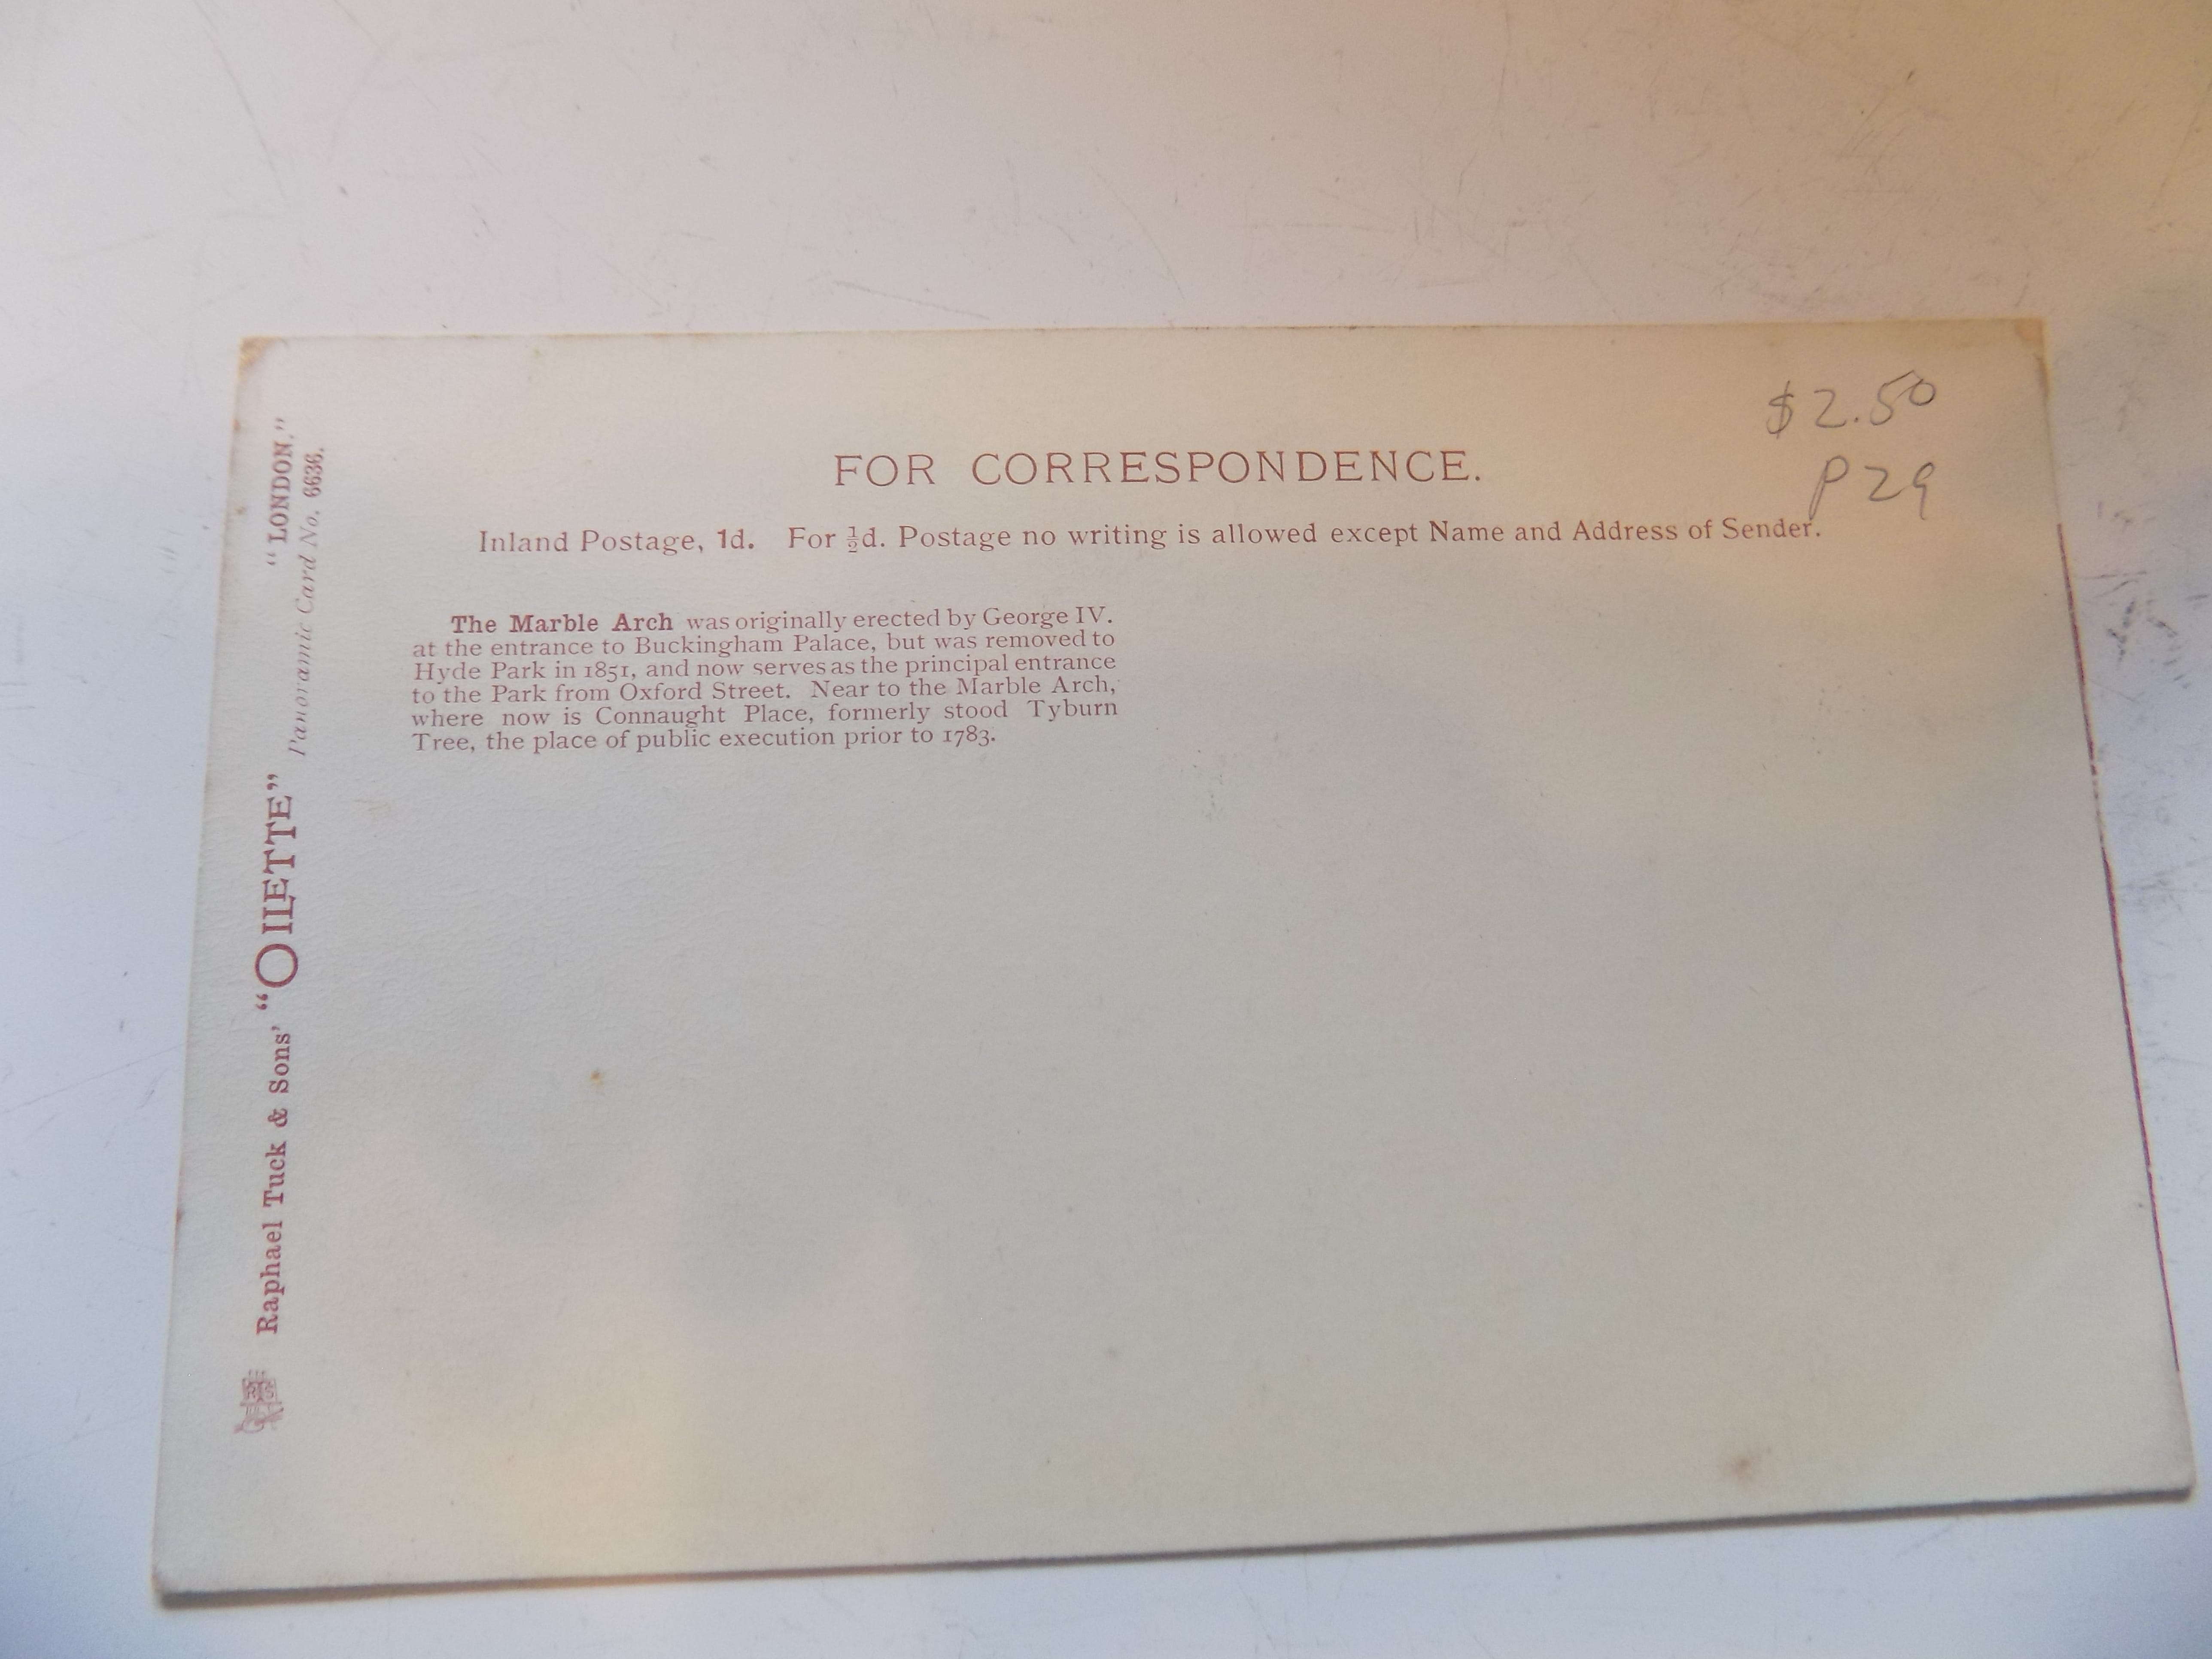 $2.50
P29
FOR CORRESPONDENCE.
Inland Postage, 1d. For ½d. Postage no writing is allowed except Name and Address of Sender.
The Marble Arch was originally erected by George IV.
at the entrance to Buckingham Palace, but was removed to
Hyde Park in 1851, and now serves as the principal entrance
to the Park from Oxford Street. Near to the Marble Arch,
where now is Connaught Place, formerly stood Tyburn
Tree, the place of public execution prior to 1783.
Raphael Tuck & Sons' "OILETTE" "LONDON."
Panoramic Card No. 6636.